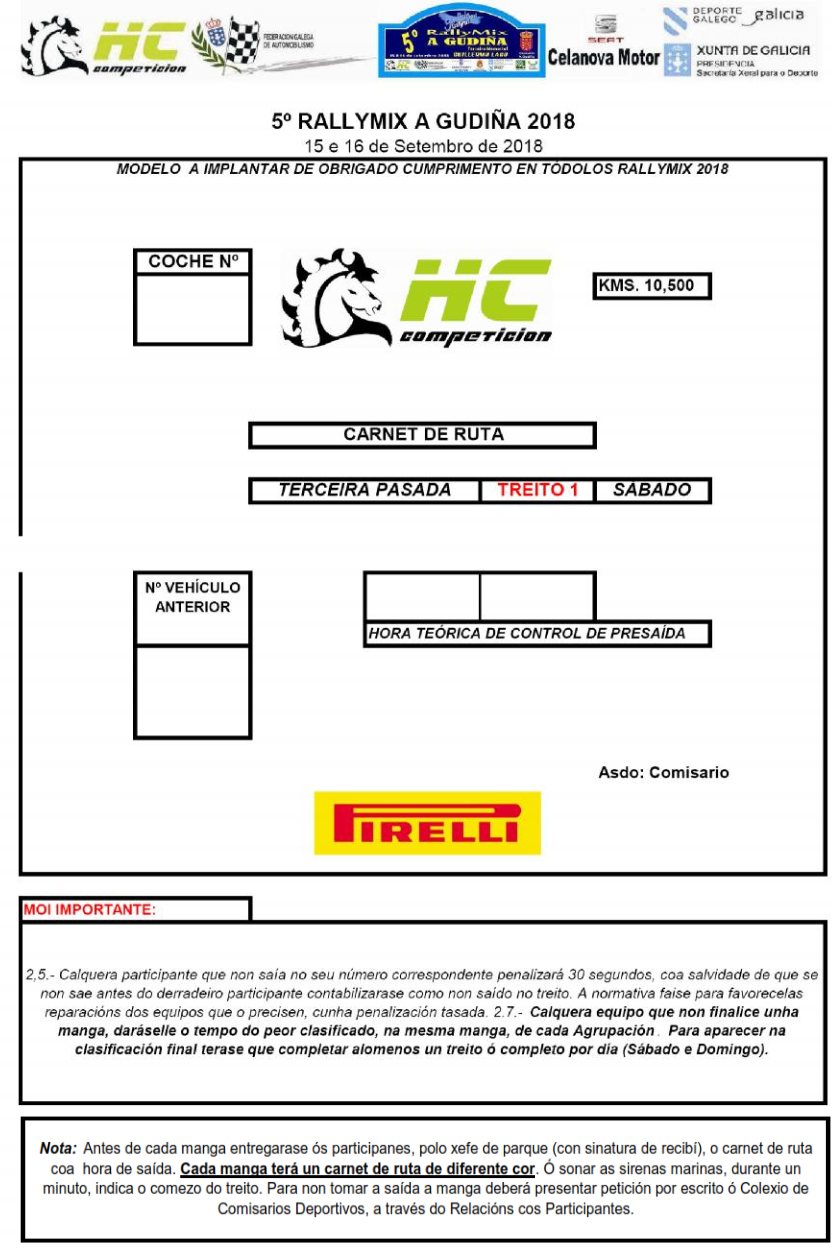 HC
competicion
FEDERACION GALEGA
DE AUTOMOBILISMO
5º RallyMix
A GUDIÑA
SEAT
Celanova Motor
DEPORTE
GALEGO
galicia
XUNTA DE GALICIA
PRESIDENCIA
Secretaría Xeral para o Deporte
5º RALLYMIX A GUDIÑA 2018
15 e 16 de Setembro de 2018
MODELO A IMPLANTAR DE OBRIGADO CUMPRIMENTO EN TÓDOLOS RALLYMIX 2018
COCHE Nº
HC
competicion
KMS. 10,500
CARNET DE RUTA
TERCEIRA PASADA TREITO 1 SABADO
Nº VEHÍCULO
ANTERIOR
HORA TEÓRICA DE CONTROL DE PRESAÍDA
Asdo: Comisario
PIRELLI
MOI IMPORTANTE:
2,5.- Calquera participante que non saía no seu número correspondente penalizará 30 segundos, coa salvidade de que se
non sae antes do derradeiro participante contabilizarase como non saído no treito. A normativa faise para favorecelas
reparacións dos equipos que o precisen, cunha penalización tasada. 2.7.- Calquera equipo que non finalice unha
manga, daráselle o tempo do peor clasificado, na mesma manga, de cada Agrupación. Para aparecer na
clasificación final terase que completar alomenos un treito ó completo por día (Sábado e Domingo).
Nota: Antes de cada manga entregarase ós participanes, polo xefe de parque (con sinatura de recibí), o carnet de ruta
coa hora de saída. Cada manga terá un carnet de ruta de diferente cor. Ó sonar as sirenas marinas, durante un
minuto, indica o comezo do treito. Para non tomar a saída a manga deberá presentar petición por escrito ó Colexio de
Comisarios Deportivos, a través do Relacións cos Participantes.